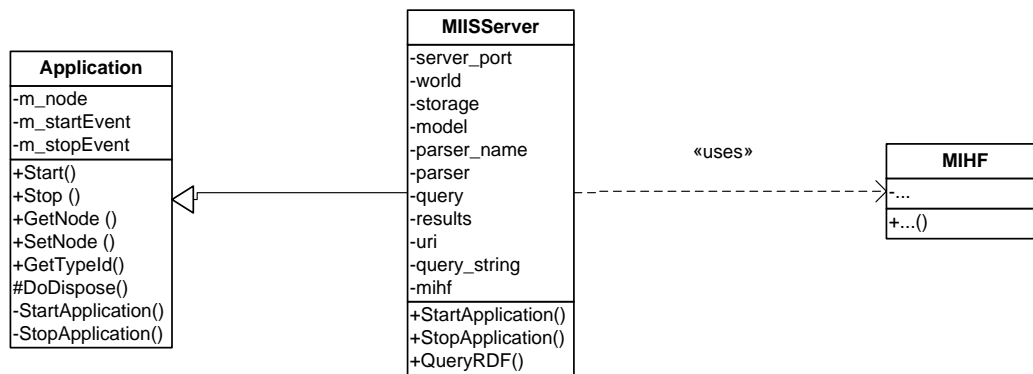 Application
-m_node
-m_startEvent
-m_stopEvent
+Start()
+Stop ()
+GetNode ()
+SetNode ()
+GetTypeId()
#DoDispose()
-StartApplication()
-StopApplication()
MIISServer
-server_port
-world
-storage
-model
-parser_name
-parser
-query
-results
-uri
-query_string
-mihf
+StartApplication()
+StopApplication()
+QueryRDF()
«uses»
MIHF
-...
+...()